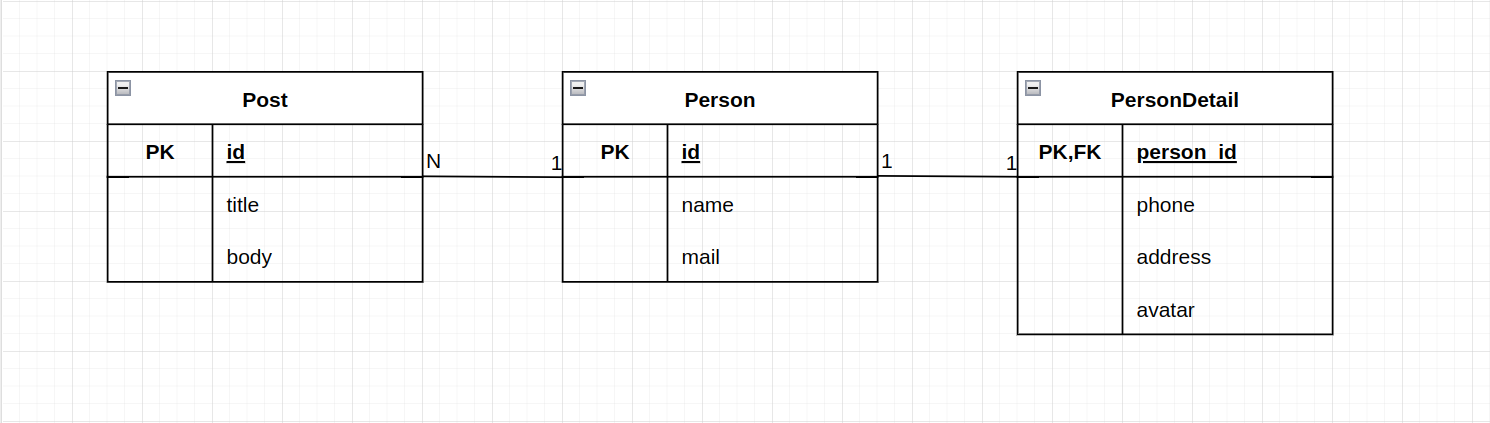 Post
PK id
title
body
N 1
Person
PK id
name
mail
1 1
PersonDetail
PK,FK person_id
phone
address
avatar